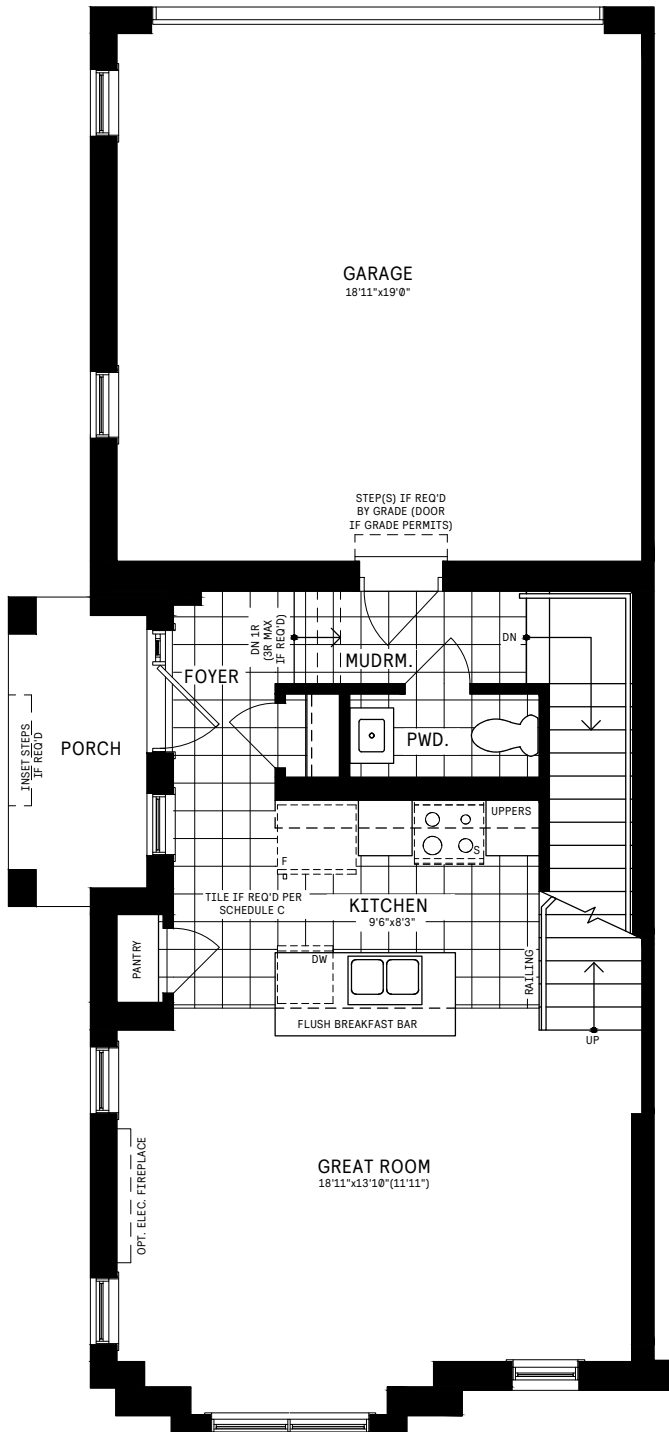 GARAGE
18'11"x19'0"
STEP(S) IF REQ'D
BY GRADE (DOOR
IF GRADE PERMITS)
DN 1R
(3R MAX
IF REQ'D)
MUDRM.
DN
FOYER
PORCH
INSET STEPS
IF REQ'D
PWD.
UPPERS
S
F
D
TILE IF REQ'D PER
SCHEDULE C
KITCHEN
9'6"x8'3"
PANTRY
DW
RAILING
FLUSH BREAKFAST BAR
UP
OPT. ELEC. FIREPLACE
GREAT ROOM
18'11"x13'10"(11'11")